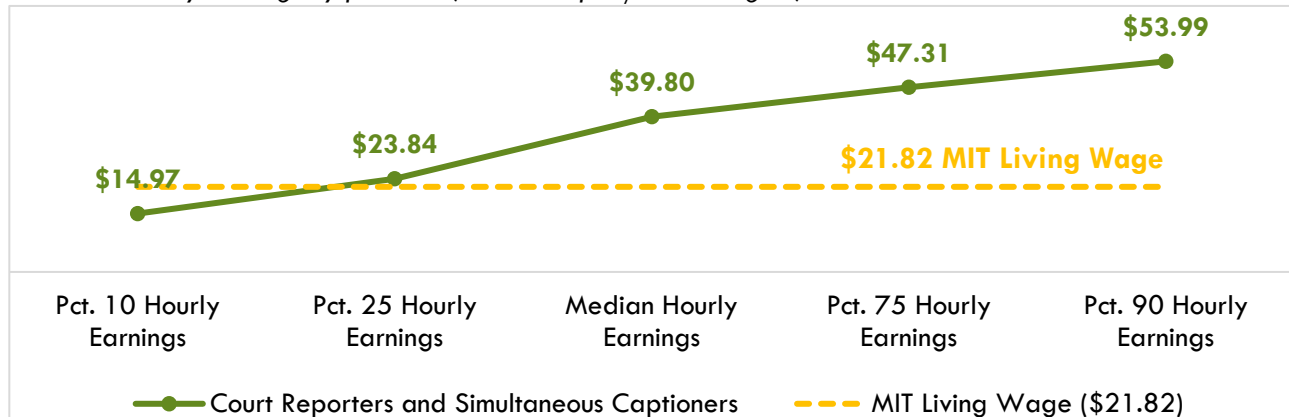 $53.99
$47.31
$39.80
$23.84
$21.82 MIT Living Wage
$14.97
Pct. 10 Hourly Earnings
Pct. 25 Hourly Earnings
Median Hourly Earnings
Pct. 75 Hourly Earnings
Pct. 90 Hourly Earnings
Court Reporters and Simultaneous Captioners
MIT Living Wage ($21.82)